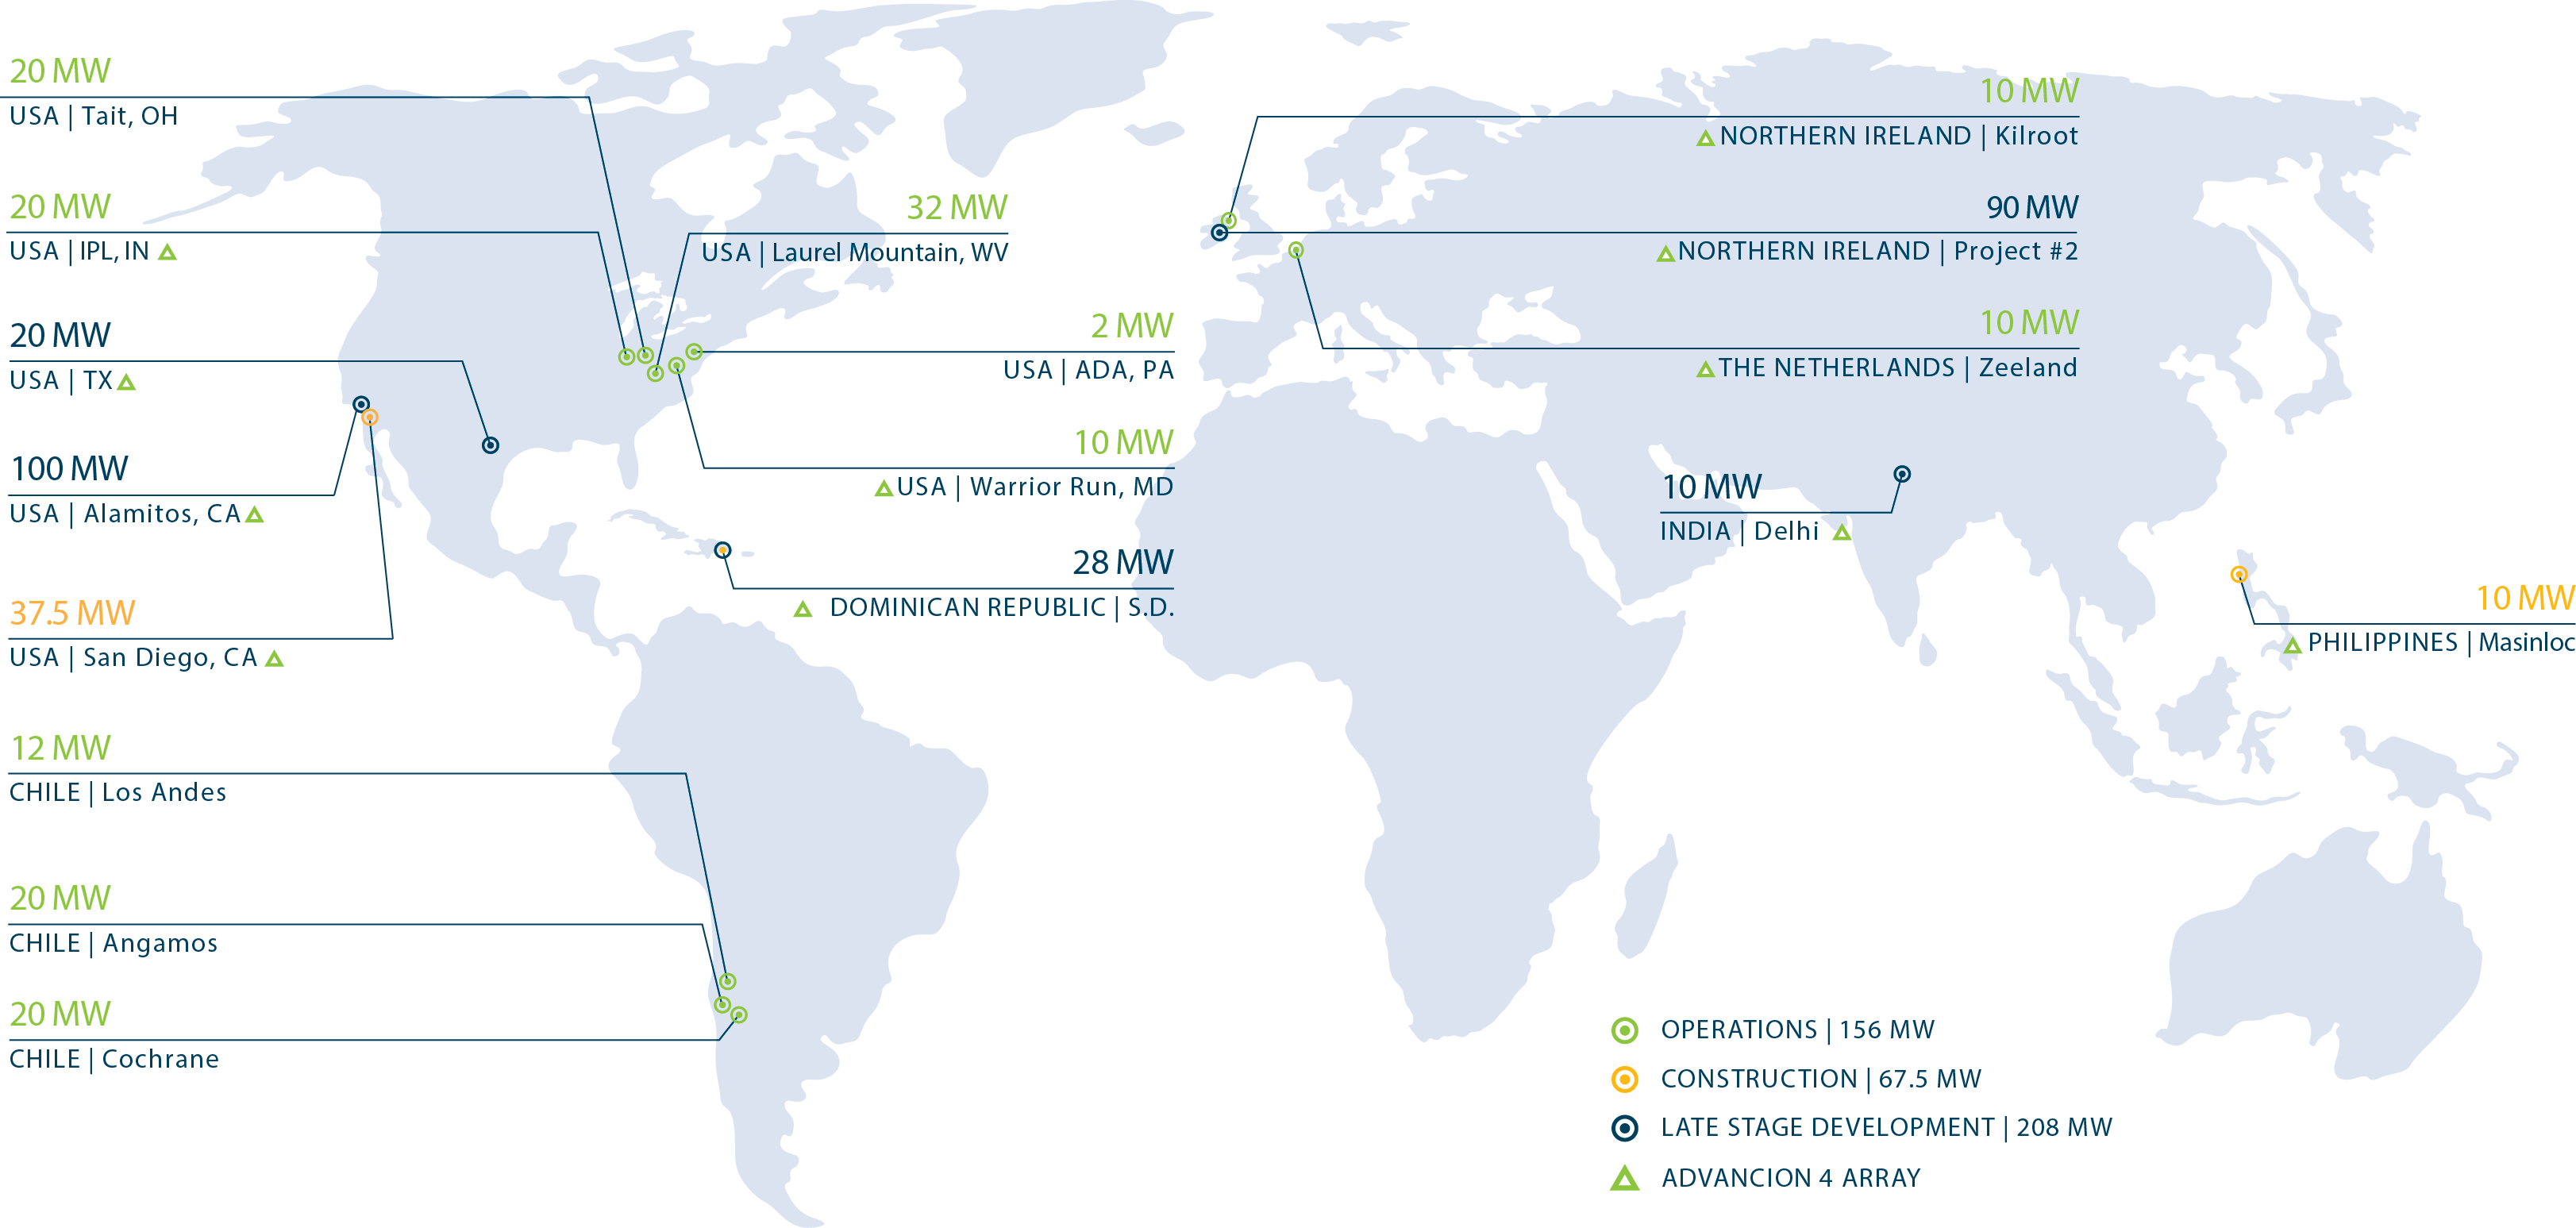 20 MW
USA | Tait, OH
20 MW
USA | IPL, IN
20 MW
USA | TX
100 MW
USA | Alamitos, CA
37.5 MW
USA | San Diego, CA
12 MW
CHILE | Los Andes
20 MW
CHILE | Angamos
20 MW
CHILE | Cochrane
32 MW
USA | Laurel Mountain, WV
2 MW
USA | ADA, PA
10 MW
USA | Warrior Run, MD
28 MW
DOMINICAN REPUBLIC | S.D.
10 MW
NORTHERN IRELAND | Kilroot
90 MW
NORTHERN IRELAND | Project #2
10 MW
THE NETHERLANDS | Zeeland
10 MW
INDIA | Delhi
10 MW
PHILIPPINES | Masinloc
OPERATIONS | 156 MW
CONSTRUCTION | 67.5 MW
LATE STAGE DEVELOPMENT | 208 MW
ADVANCION 4 ARRAY